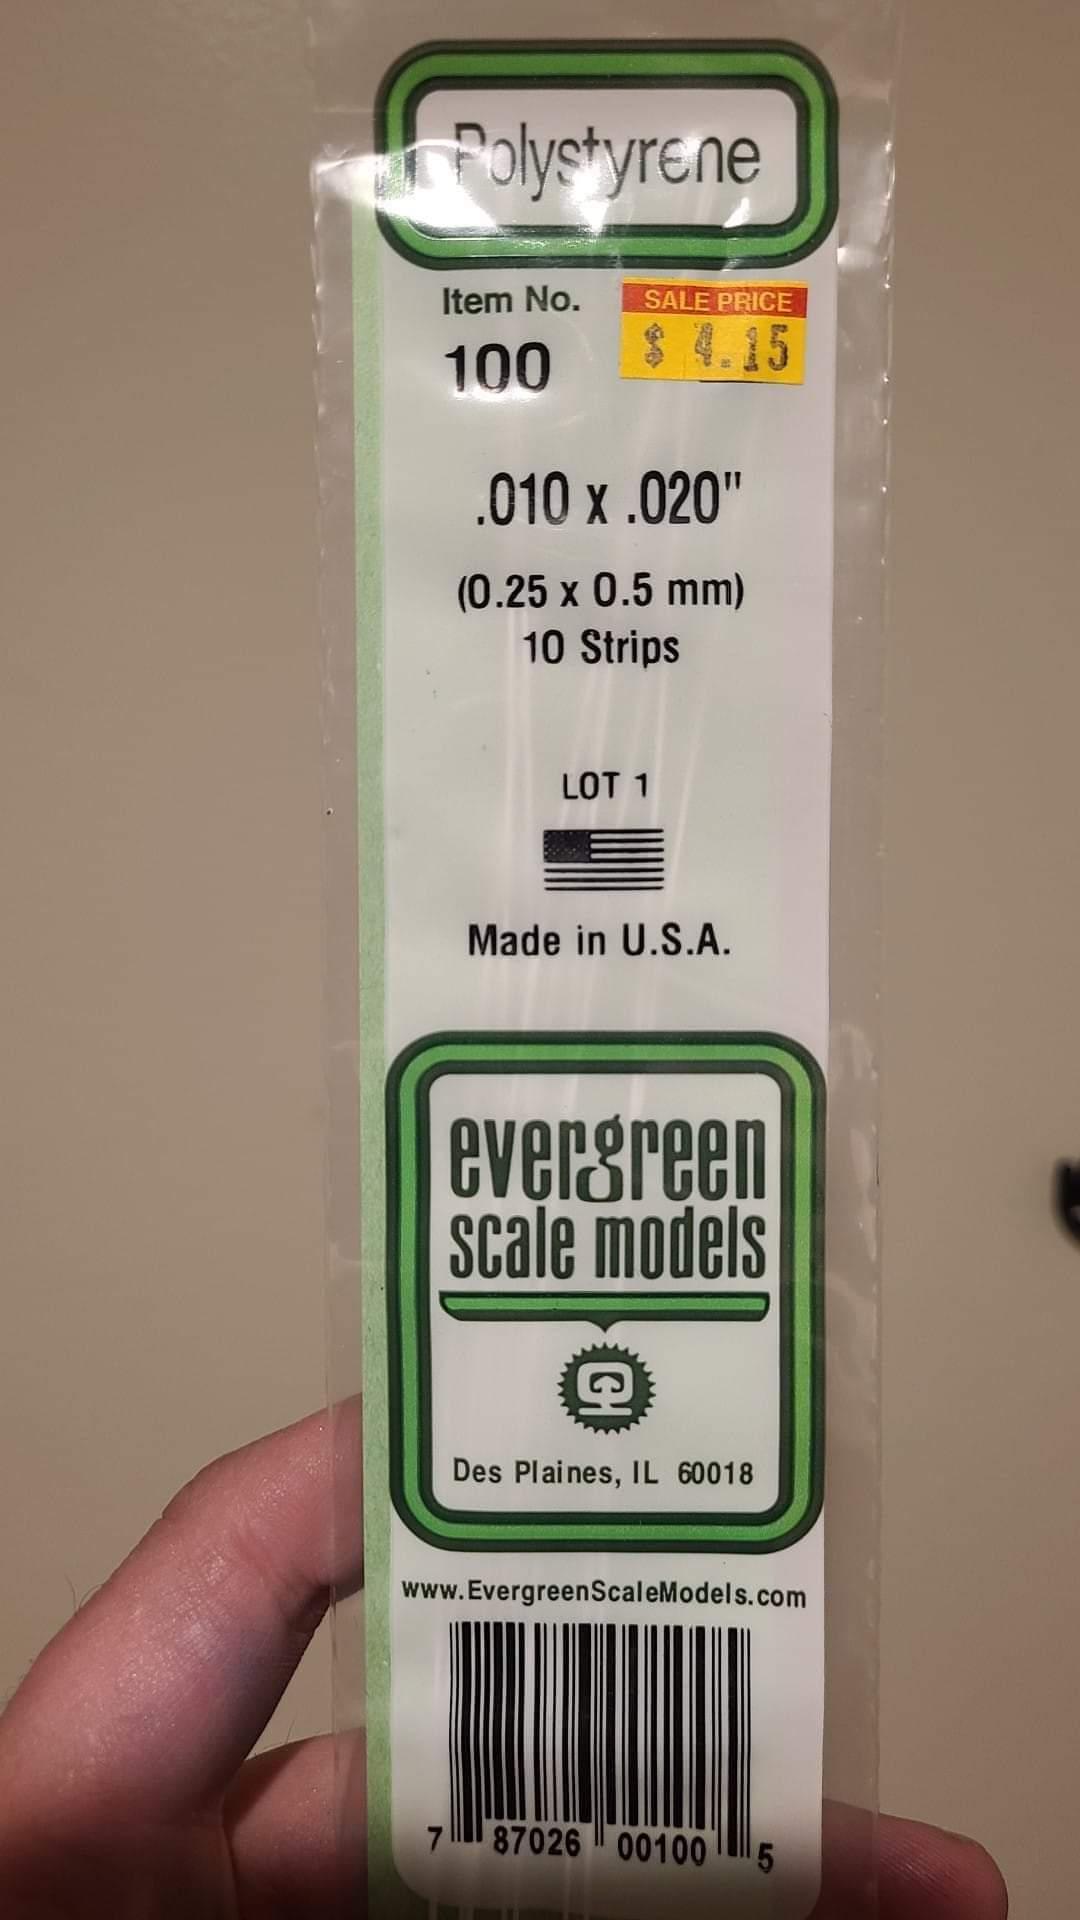 Polystyrene
Item No.
100
SALE PRICE
$ 4.15
.010 x .020"
(0.25 x 0.5 mm)
10 Strips
LOT 1
Made in U.S.A.
evergreen
scale models
Des Plaines, IL 60018
www.EvergreenScaleModels.com
7 87026 00100 5